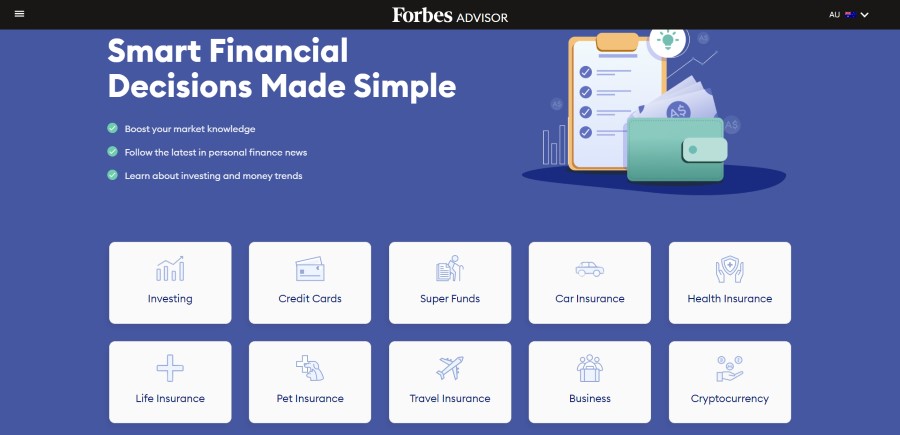 Forbes ADVISOR
AU
Smart Financial
Decisions Made Simple
Boost your market knowledge
Follow the latest in personal finance news
Learn about investing and money trends
A$
A$
A$
A$
Investing
Credit Cards
Super Funds
Car Insurance
Health Insurance
Life Insurance
Pet Insurance
Travel Insurance
Business
Cryptocurrency